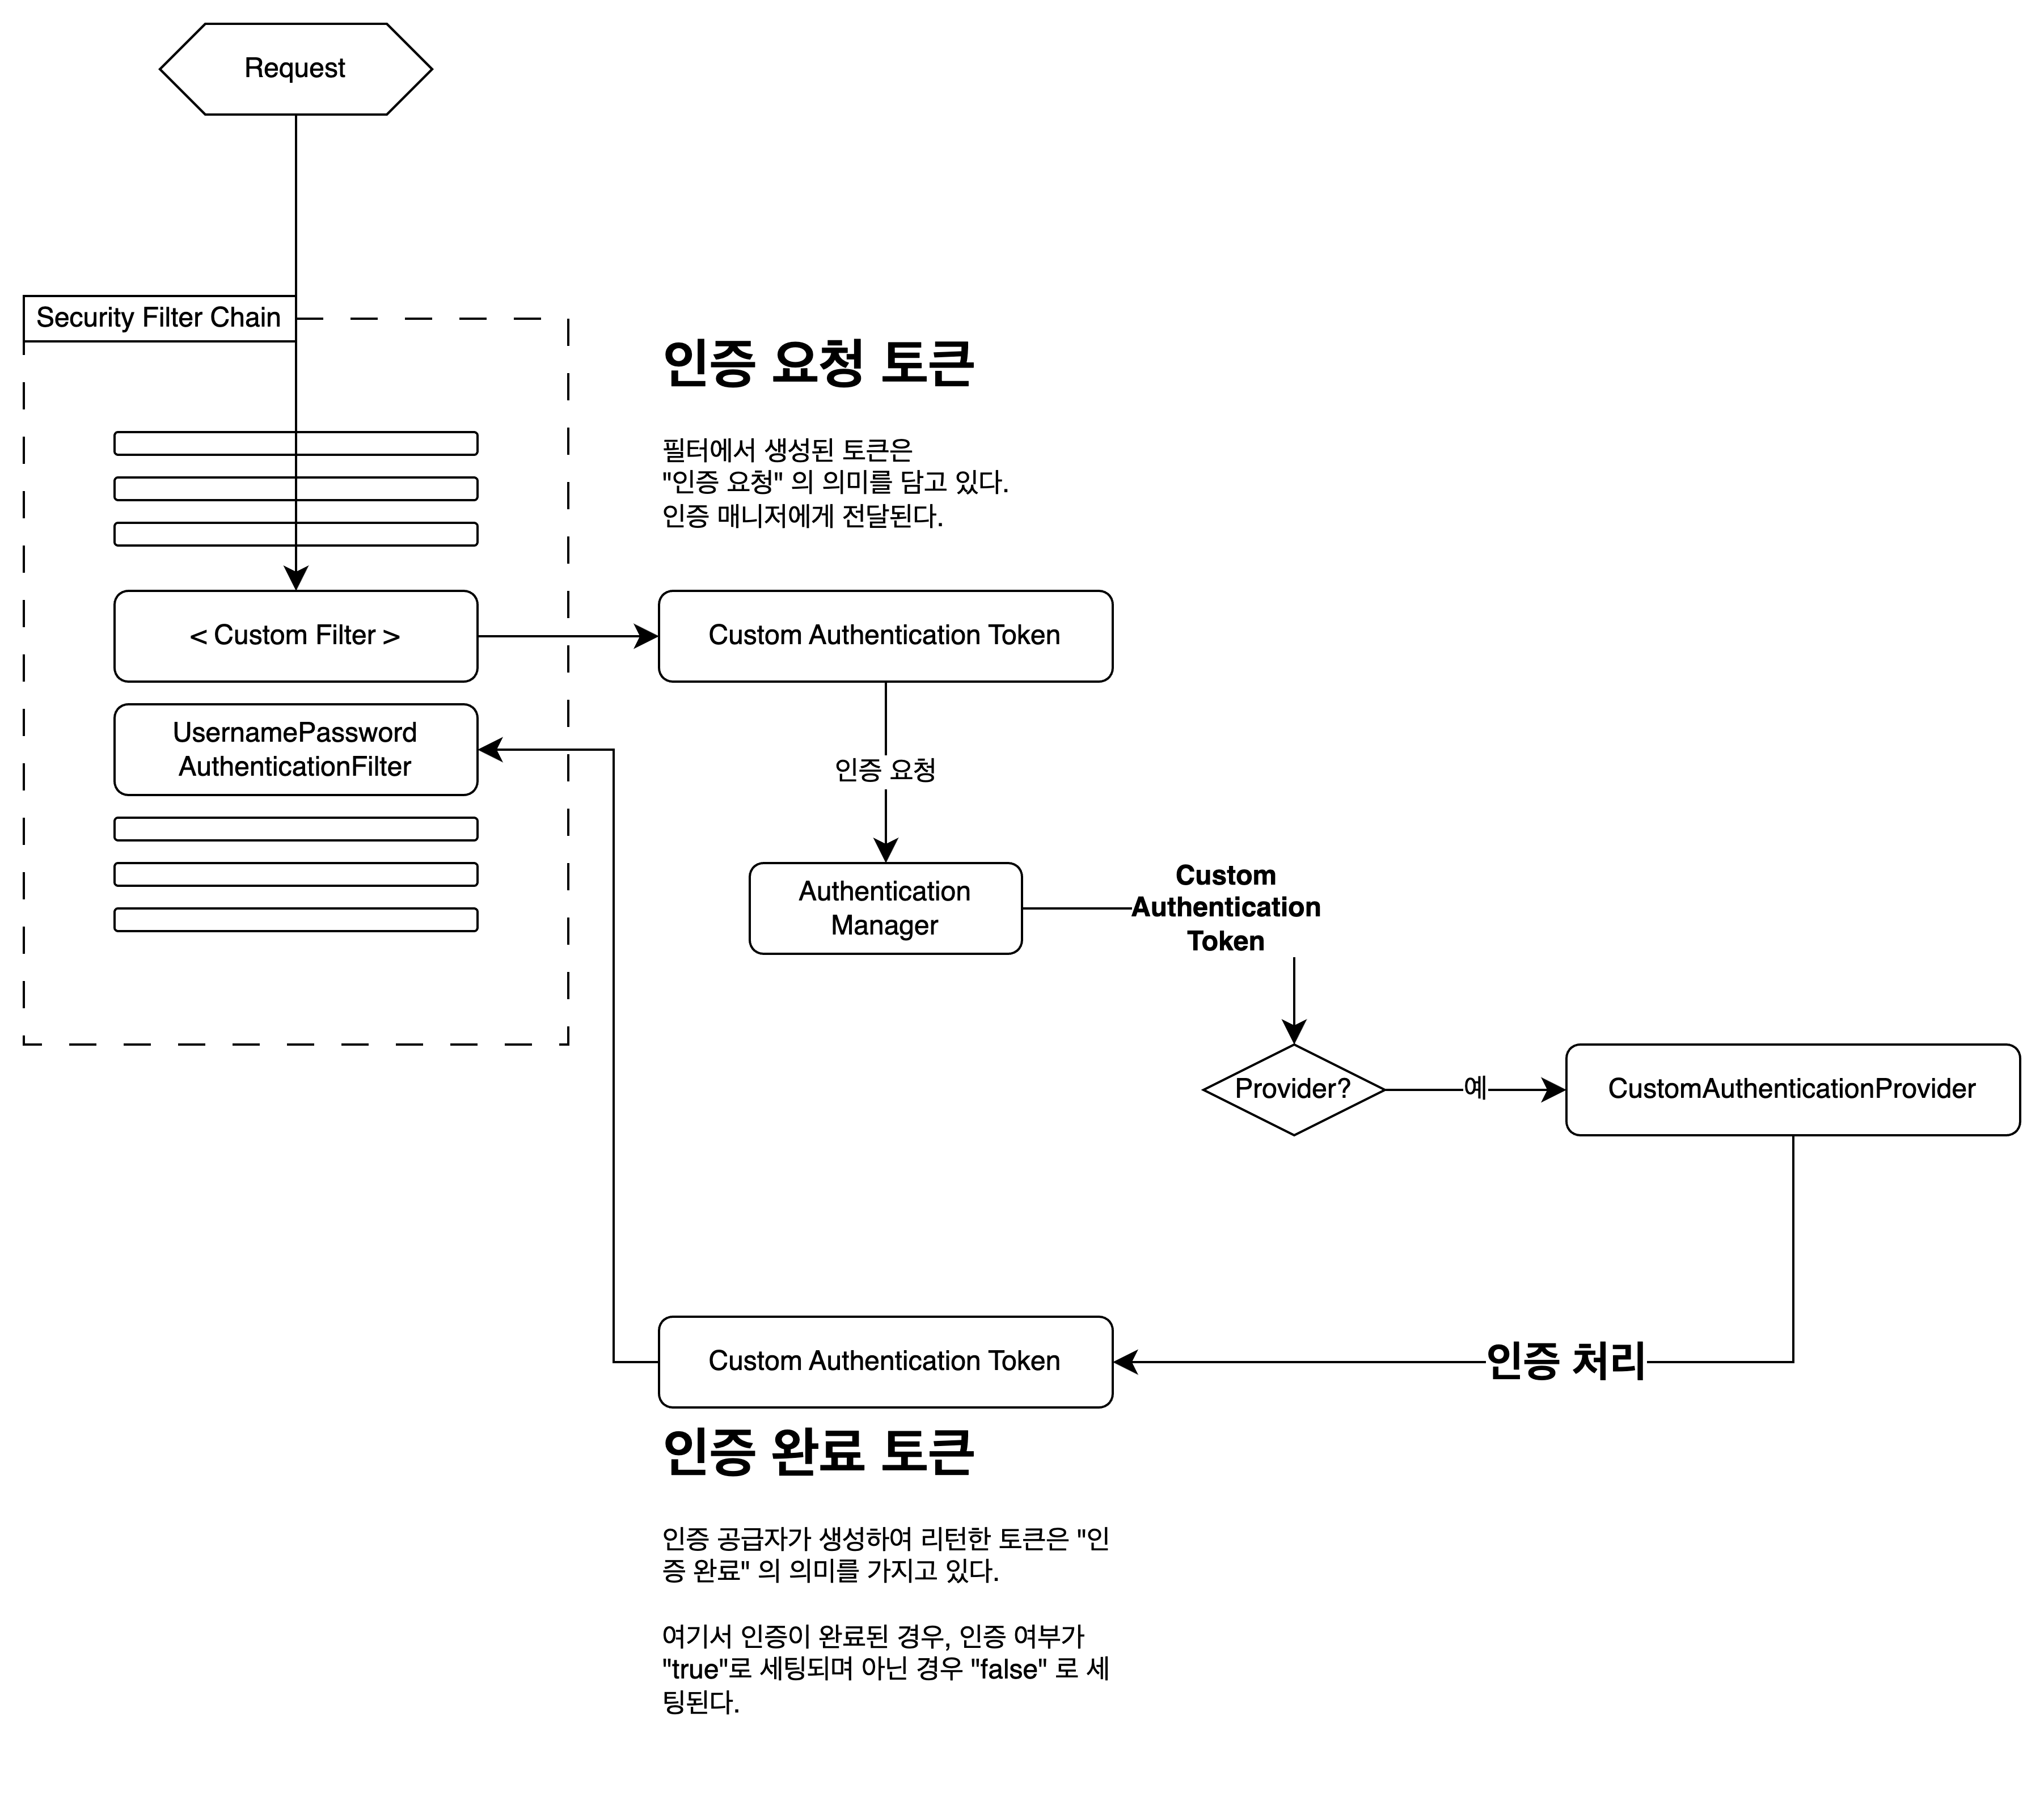 Request
Security Filter Chain
인증 요청 토큰
필터에서 생성된 토큰은
"인증 요청" 의 의미를 담고 있다.
인증 매니저에게 전달된다.
< Custom Filter >
Custom Authentication Token
UsernamePassword
AuthenticationFilter
인증 요청
Authentication
Manager
Custom
Authentication
Token
Provider?
예
CustomAuthenticationProvider
Custom Authentication Token
인증 처리
인증 완료 토큰
인증 공급자가 생성하여 리턴한 토큰은 "인
증 완료" 의 의미를 가지고 있다.
여기서 인증이 완료된 경우, 인증 여부가
"true"로 세팅되며 아닌 경우 "false" 로 세
팅된다.